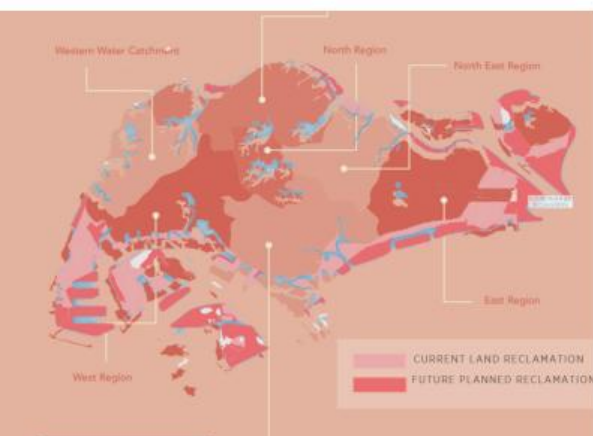 Western Water Catchment
North Region
North East Region
East Region
West Region
CURRENT LAND RECLAMATION
FUTURE PLANNED RECLAMATION